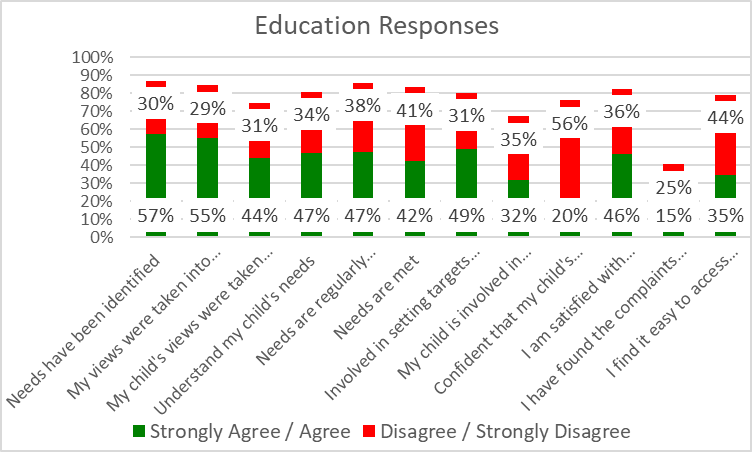 Education Responses
100%
90%
80%
70%
60%
50%
40%
30%
20%
10%
0%
30% 29% 31% 34% 38% 41% 31% 35% 56% 36% 25% 44%
57% 55% 44% 47% 47% 42% 49% 32% 20% 46% 15% 35%
Needs have been identified
My views were taken into...
My child's views were taken...
Understand my child's needs
Needs are regularly...
Needs are met
Involved in setting targets...
My child is involved in...
Confident that my child's...
I am satisfied with...
I have found the complaints...
I find it easy to access...
Strongly Agree / Agree Disagree / Strongly Disagree